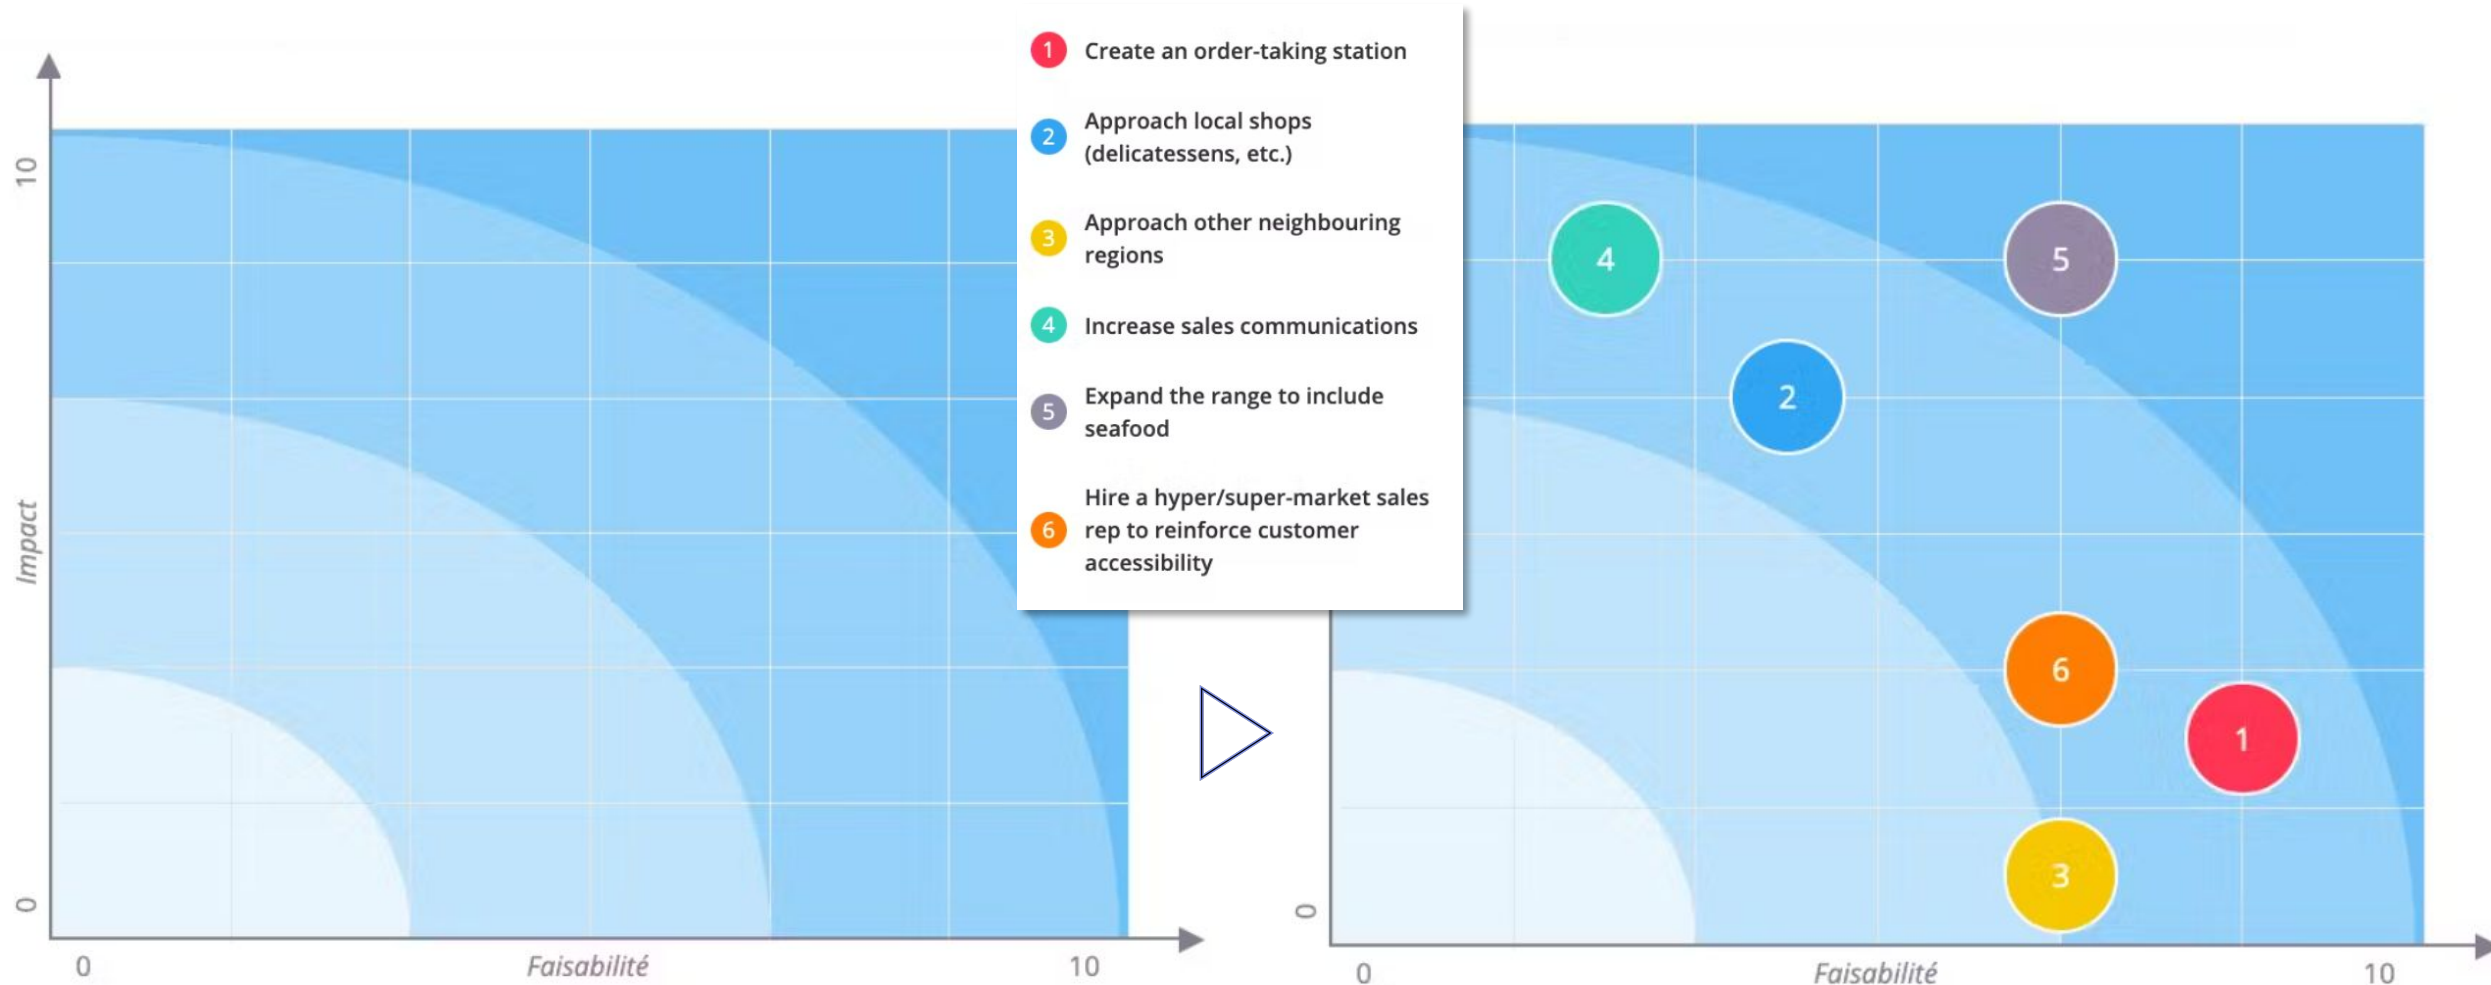 10
Impact
0
0
Faisabilité
10
1
Create an order-taking station
2
Approach local shops
(delicatessens, etc.)
3
Approach other neighbouring
regions
4
Increase sales communications
5
Expand the range to include
seafood
6
Hire a hyper/super-market sales
rep to reinforce customer
accessibility
4
5
2
6
1
3
0
0
Faisabilité
10